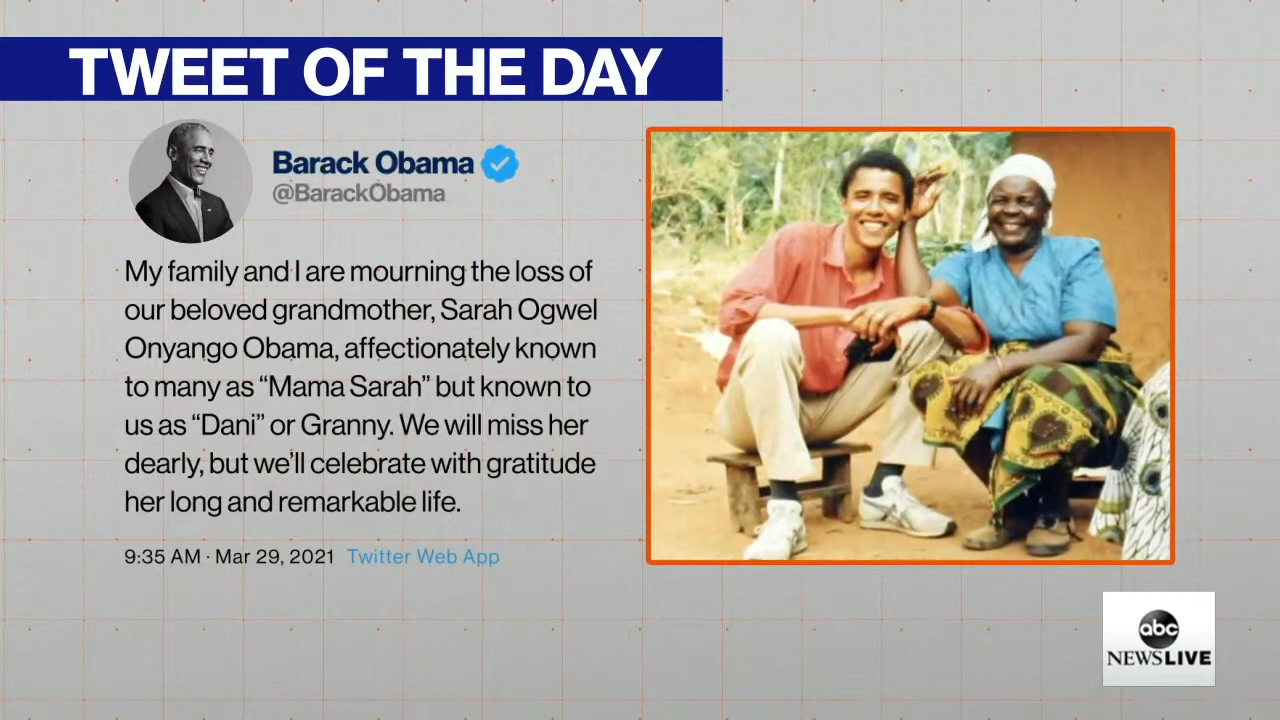 TWEET OF THE DAY
Barack Obama
@BarackObama
My family and I are mourning the loss of
our beloved grandmother, Sarah Ogwel
Onyango Obama, affectionately known
to many as “Mama Sarah” but known to
us as “Dani” or Granny. We will miss her
dearly, but we’ll celebrate with gratitude
her long and remarkable life.
9:35 AM · Mar 29, 2021 Twitter Web App
abc
NEWSLIVE